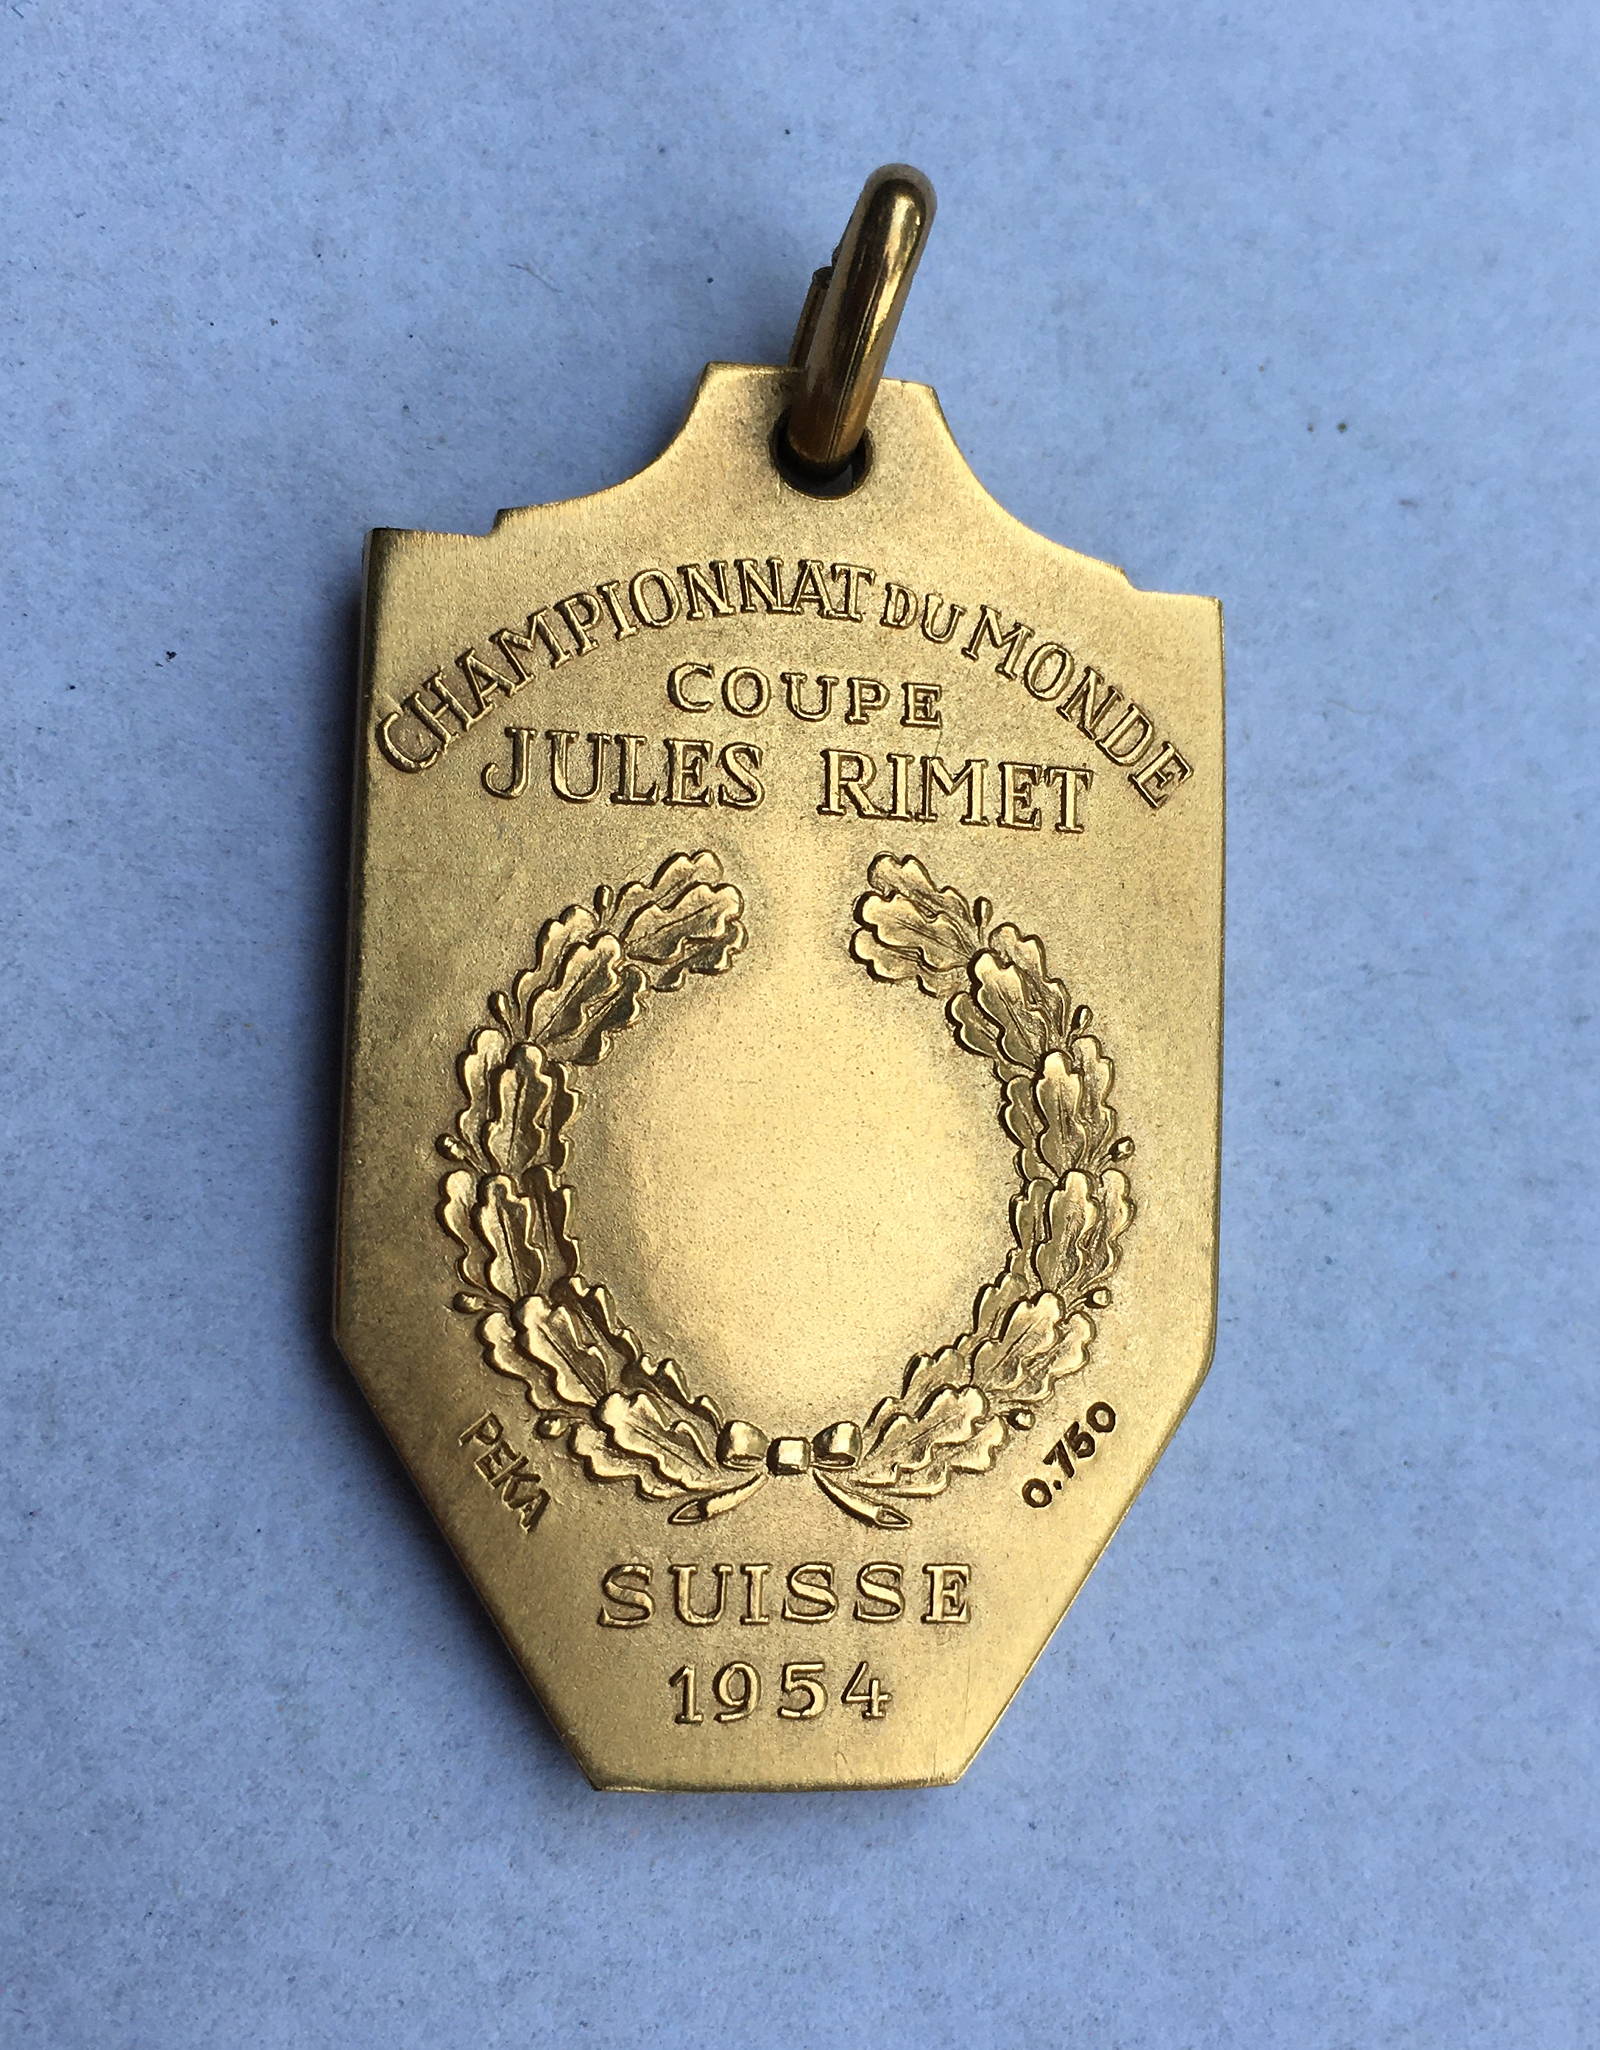 CHAMPIONNAT DU MONDE
COUPE
JULES RIMET
PEKA
0.750
SUISSE
1954